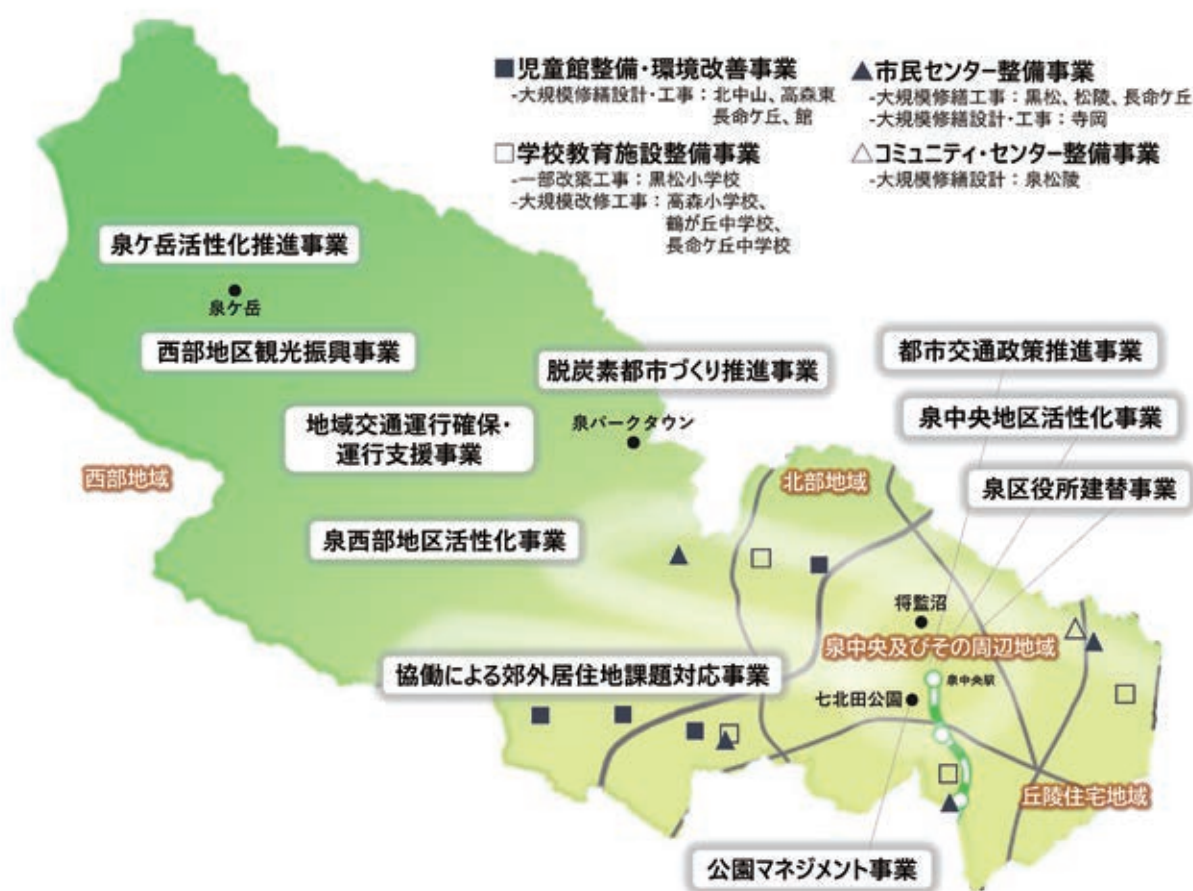 ■児童館整備・環境改善事業
-大規模修繕設計・工事：北中山、高森東
長命ケ丘、館
□学校教育施設整備事業
-一部改築工事：黒松小学校
-大規模改修工事：高森小学校、
鶴が丘中学校、
長命ケ丘中学校
▲市民センター整備事業
-大規模修繕工事：黒松、松陵、長命ケ丘
-大規模修繕設計・工事：寺岡
△コミュニティ・センター整備事業
-大規模修繕設計：泉松陵
泉ケ岳活性化推進事業
泉ケ岳
西部地区観光振興事業
脱炭素都市づくり推進事業
泉パークタウン
地域交通運行確保・
運行支援事業
西部地域
泉西部地区活性化事業
都市交通政策推進事業
泉中央地区活性化事業
泉区役所建替事業
北部地域
将監沼
泉中央及びその周辺地域
泉中央駅
七北田公園
協働による郊外居住地課題対応事業
丘陵住宅地域
公園マネジメント事業